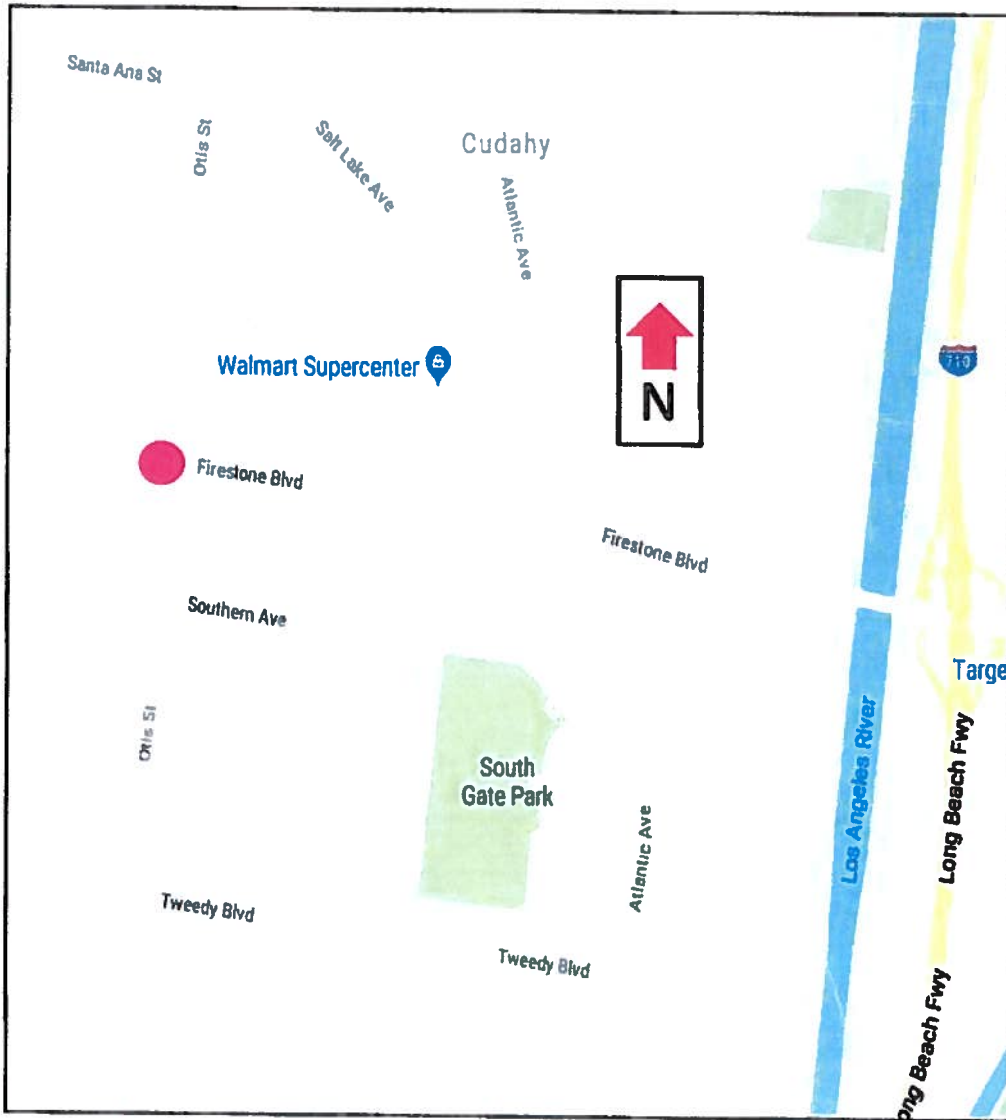 Santa Ana St
Otis St
Salt Lake Ave
Cudahy
Atlantic Ave
Walmart Supercenter
N
710
Firestone Blvd
Firestone Blvd
Southern Ave
Targe
Otis St
South
Gate Park
Los Angeles River
Long Beach Fwy
Atlantic Ave
Tweedy Blvd
Tweedy Blvd
ong Beach Fwy